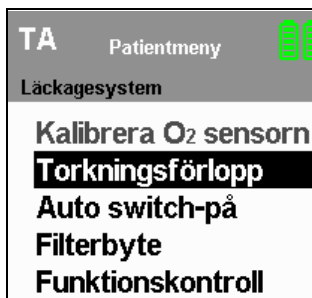 TA Patientmeny
Läckagesystem
Kalibrera O2 sensorn
Torkningsförlopp
Auto switch-på
Filterbyte
Funktionskontroll